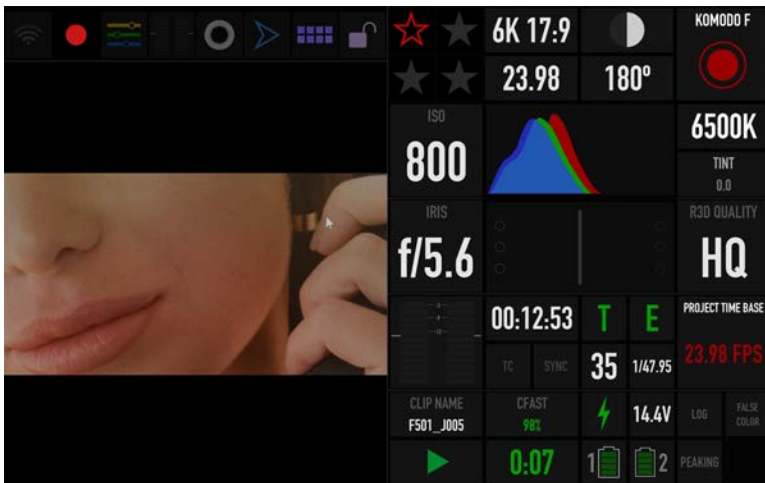 6K 17:9
KOMODO F
23.98
180º
ISO
800
6500K
TINT
0.0
IRIS
f/5.6
R3D QUALITY
HQ
00:12:53
T
E
PROJECT TIME BASE
23.98 FPS
TC
SYNC
35
1/47.95
CLIP NAME
F501_J005
CFAST
98%
14.4V
LOG
FALSE
COLOR
0:07
1
2
PEAKING